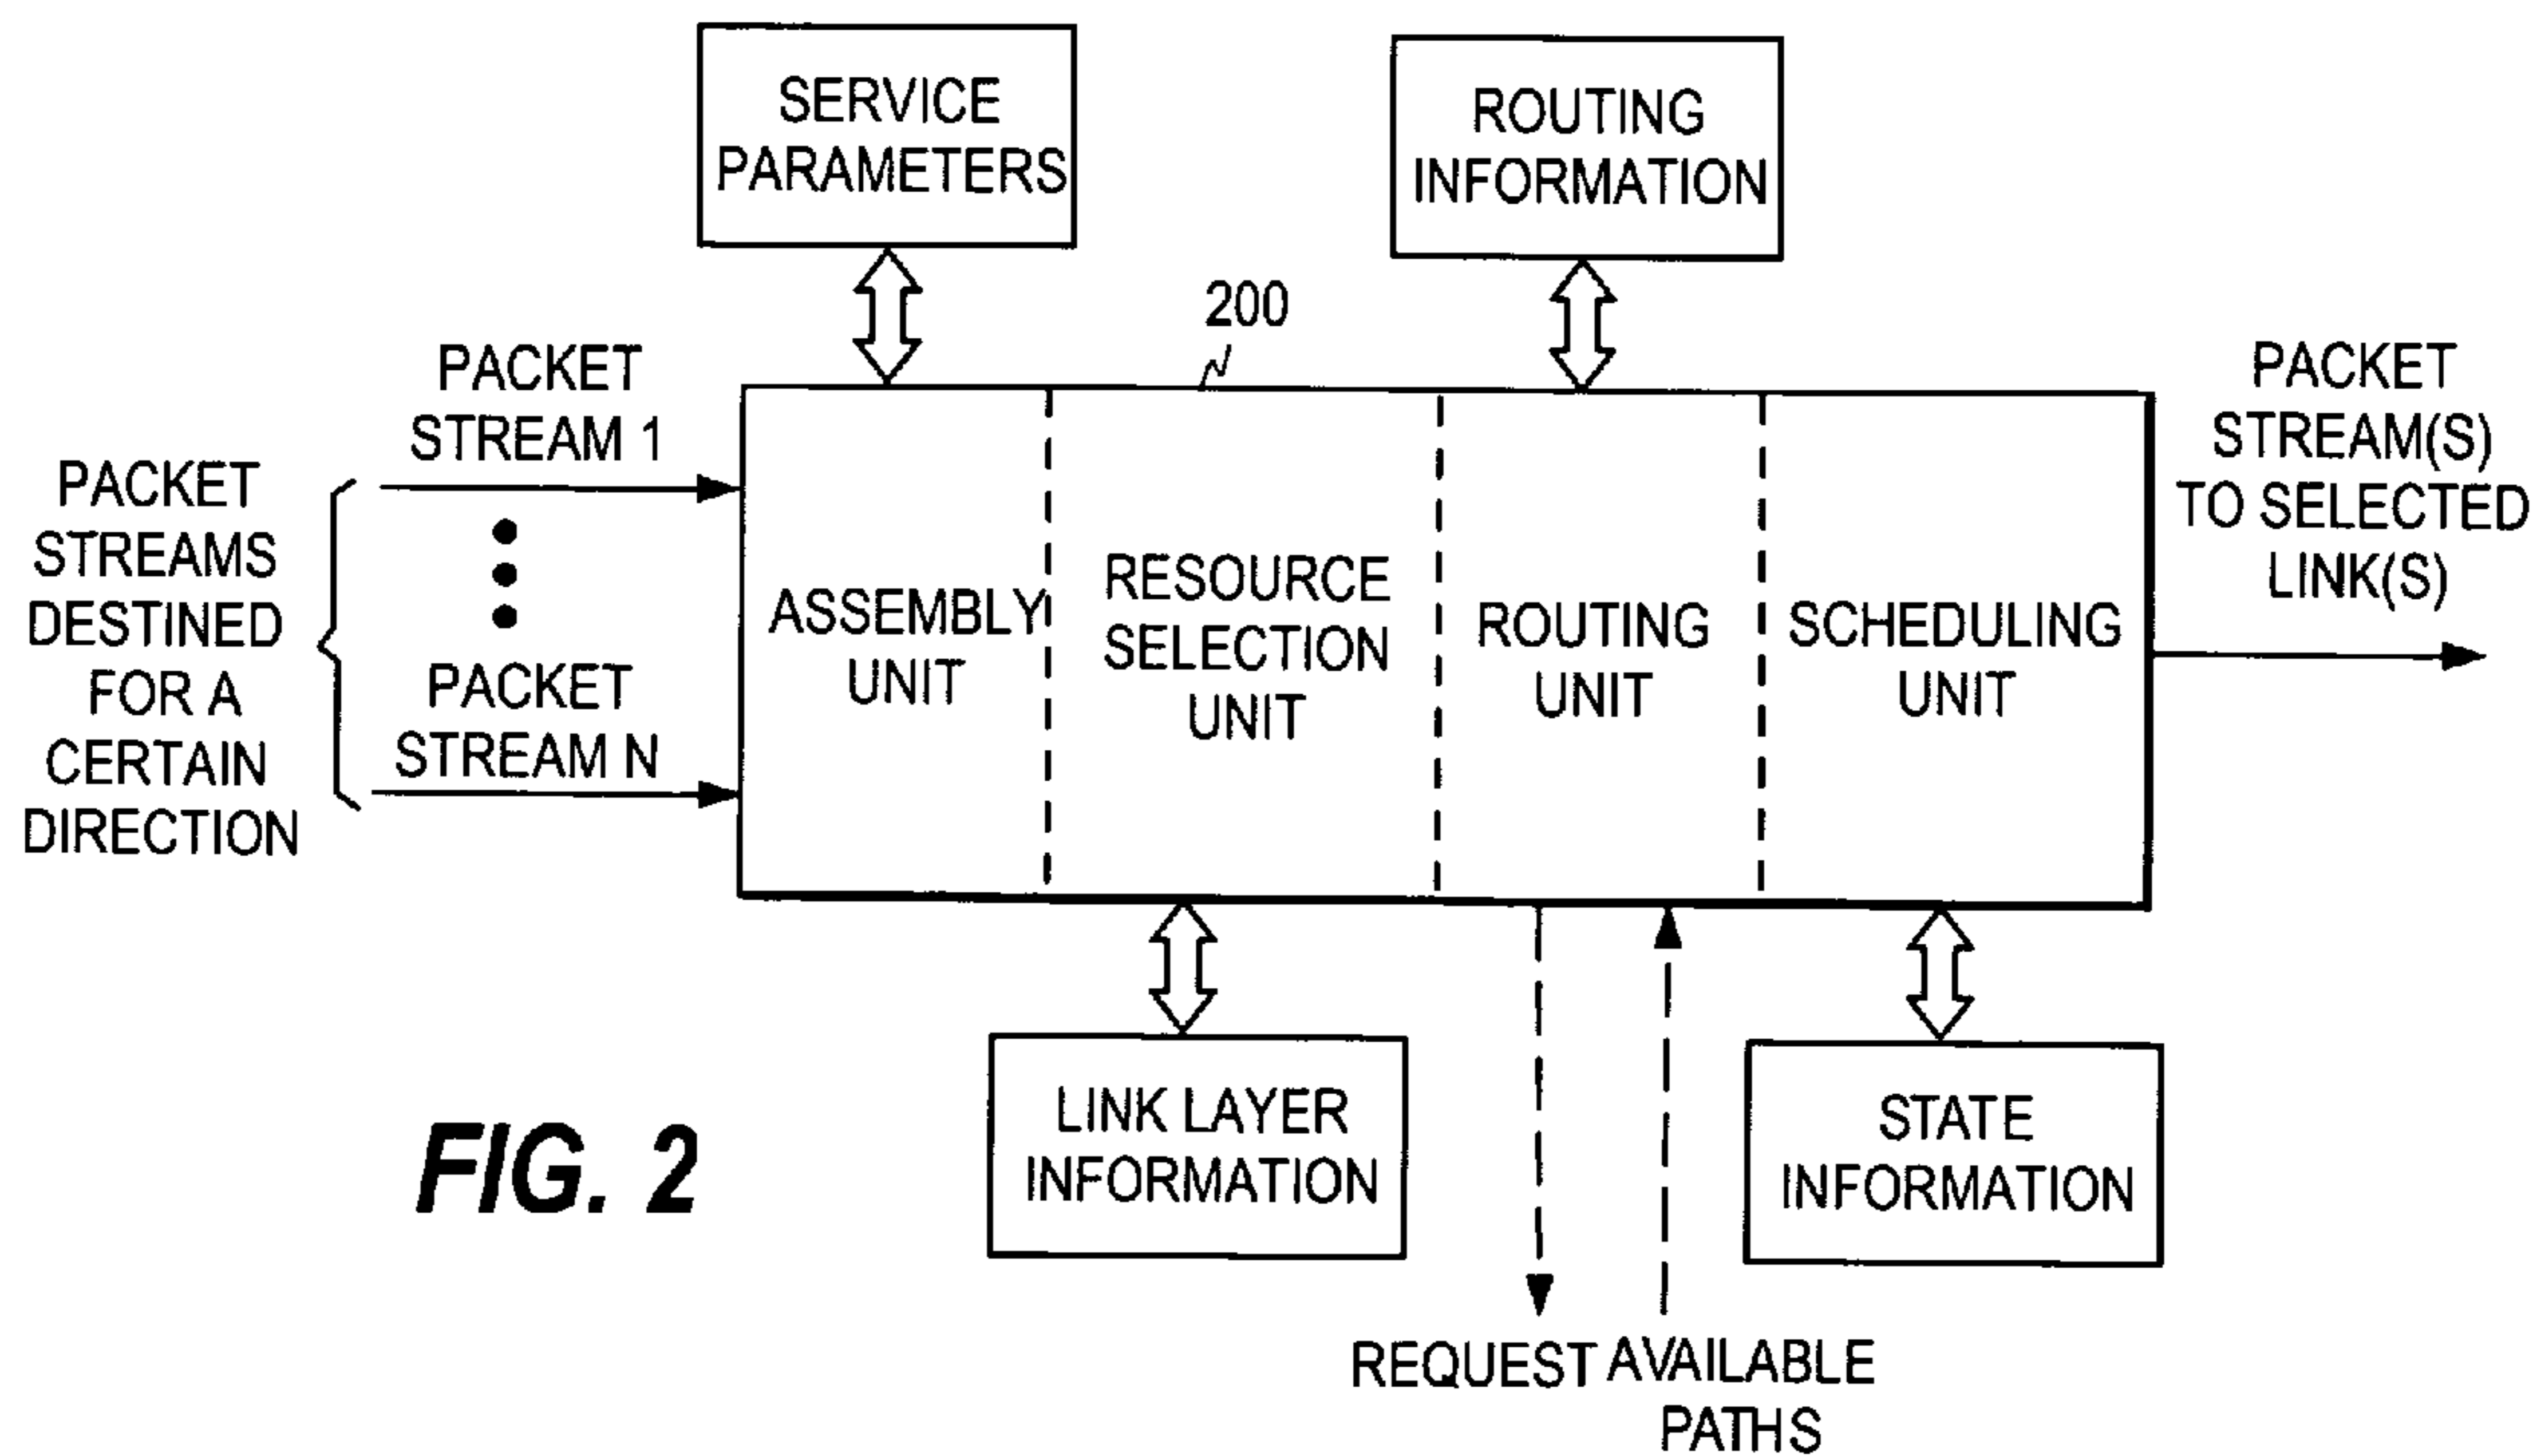 SERVICE
PARAMETERS
ROUTING
INFORMATION
200
PACKET
STREAM 1
PACKET
STREAMS
DESTINED
FOR A
CERTAIN
DIRECTION
PACKET
STREAM N
ASSEMBLY
UNIT
RESOURCE
SELECTION
UNIT
ROUTING
UNIT
SCHEDULING
UNIT
PACKET
STREAM(S)
TO SELECTED
LINK(S)
LINK LAYER
INFORMATION
STATE
INFORMATION
REQUEST
AVAILABLE
PATHS
FIG. 2